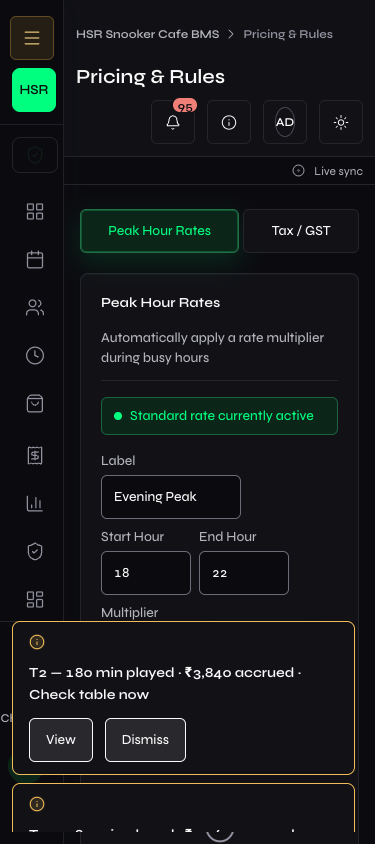 HSR Snooker Cafe BMS > Pricing & Rules
HSR
Pricing & Rules
95
AD
Live sync
Peak Hour Rates
Tax / GST
Peak Hour Rates
Automatically apply a rate multiplier
during busy hours
Standard rate currently active
Label
Evening Peak
Start Hour
End Hour
18
22
Multiplier
T2 — 180 min played · ₹3,840 accrued ·
Check table now
View
Dismiss